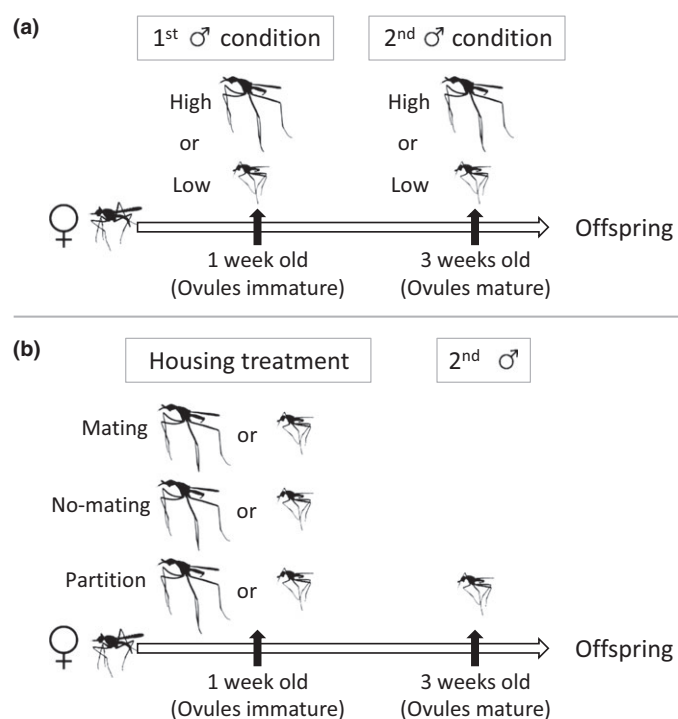 (a)
1st ♂ condition
2nd ♂ condition
High
or
Low
High
or
Low
♀
Offspring
1 week old
(Ovules immature)
3 weeks old
(Ovules mature)
(b)
Housing treatment
2nd ♂
Mating
or
No-mating
or
Partition
or
♀
Offspring
1 week old
(Ovules immature)
3 weeks old
(Ovules mature)